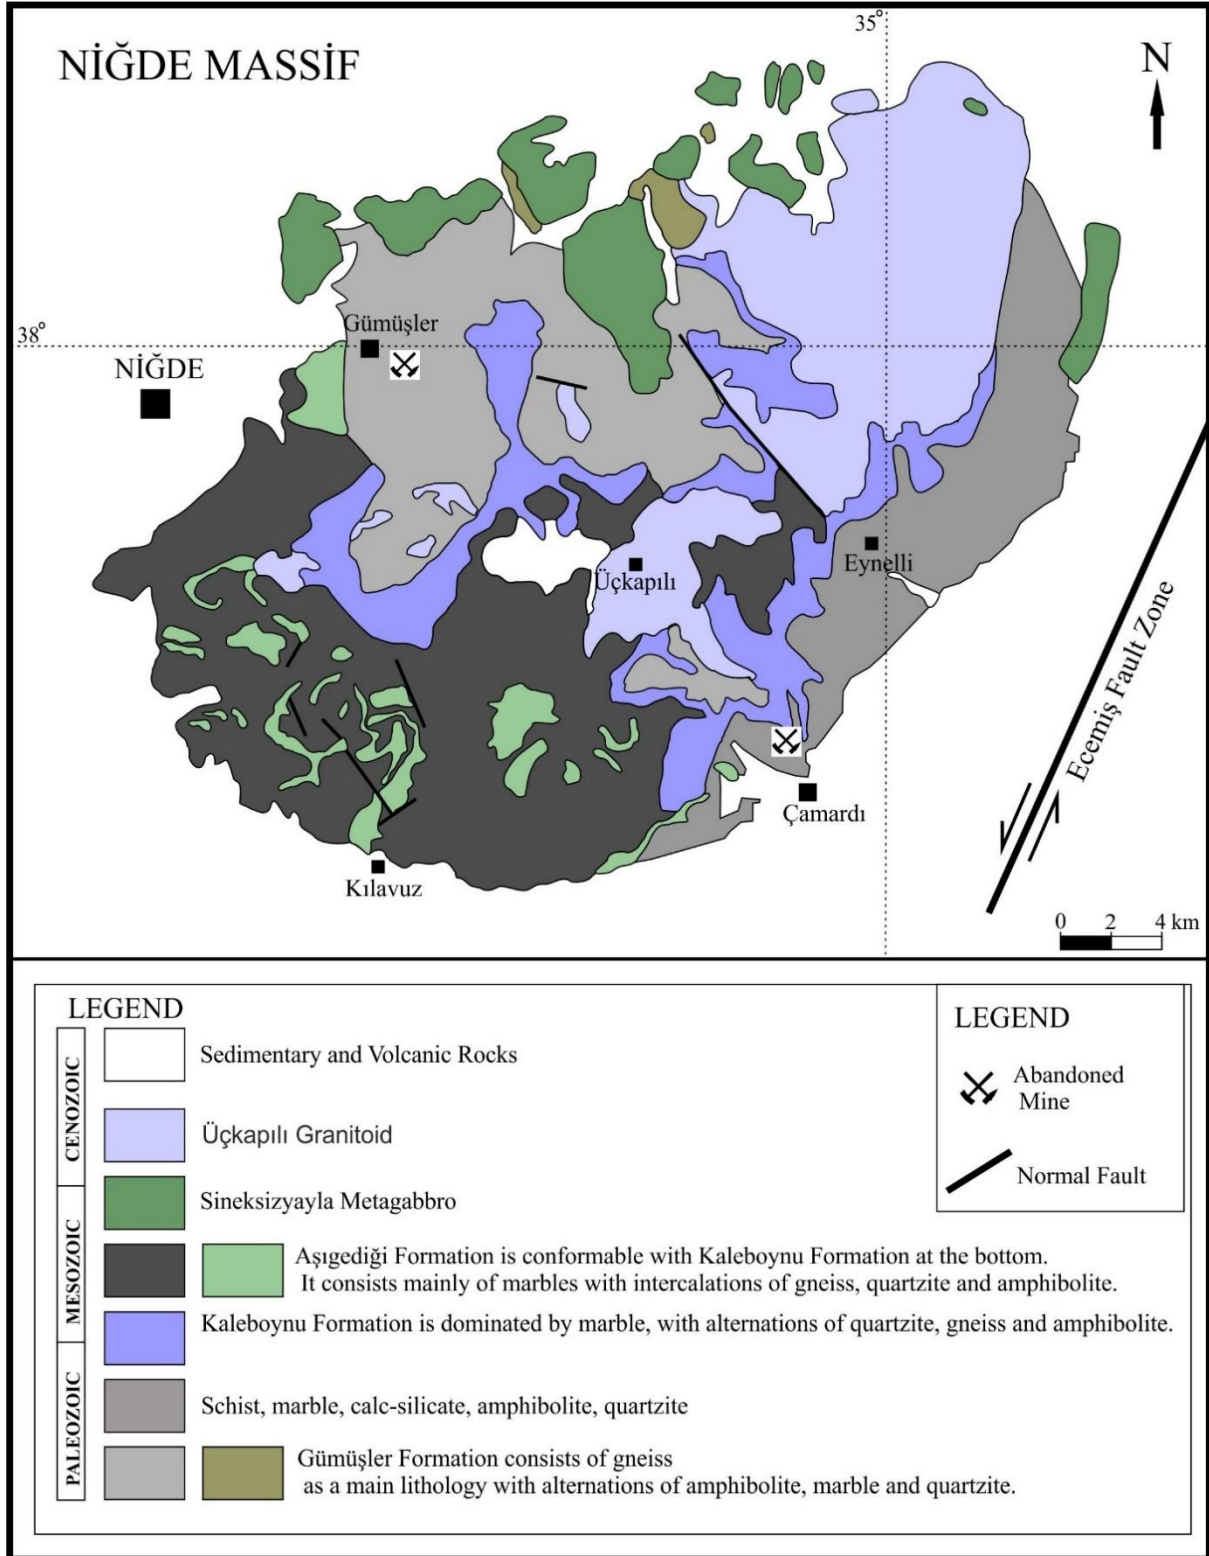 35°
NİĞDE MASSİF
N
38°
Gümüşler
NİĞDE
Eynelli
Üçkapılı
Ecemiş Fault Zone
Çamardı
Kılavuz
0 2 4 km
LEGEND
CENOZOIC
Sedimentary and Volcanic Rocks
Üçkapılı Granitoid
MESOZOIC
Sineksizyayla Metagabbro
Aşıgediği Formation is conformable with Kaleboynu Formation at the bottom.
It consists mainly of marbles with intercalations of gneiss, quartzite and amphibolite.
Kaleboynu Formation is dominated by marble, with alternations of quartzite, gneiss and amphibolite.
PALEOZOIC
Schist, marble, calc-silicate, amphibolite, quartzite
Gümüşler Formation consists of gneiss
as a main lithology with alternations of amphibolite, marble and quartzite.
LEGEND
Abandoned
Mine
Normal Fault